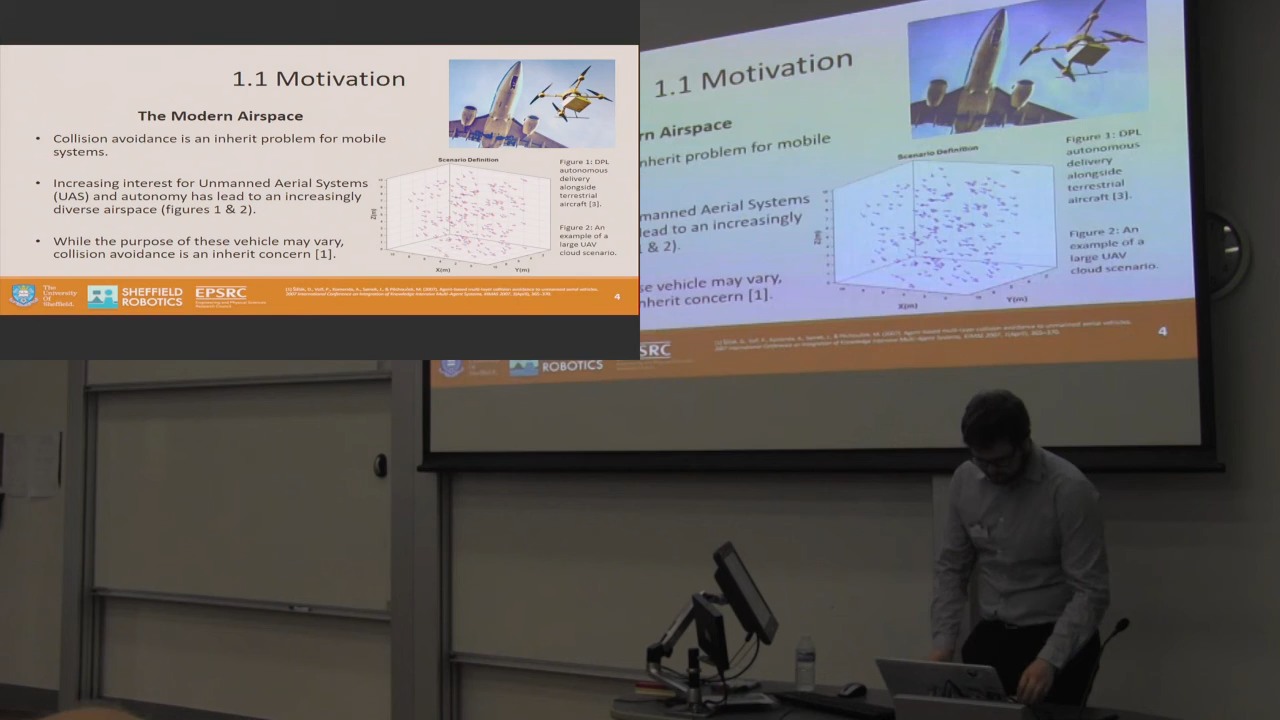 1.1 Motivation
The Modern Airspace
• Collision avoidance is an inherit problem for mobile
systems.
• Increasing interest for Unmanned Aerial Systems
(UAS) and autonomy has lead to an increasingly
diverse airspace (figures 1 & 2).
• While the purpose of these vehicle may vary,
collision avoidance is an inherit concern [1].
Scenario Definition
Z(m)
X(m)
Y(m)
Figure 1: DPL
autonomous
delivery
alongside
terrestrial
aircraft [3].
Figure 2: An
example of a
large UAV
cloud scenario.
The
University
Of
Sheffield.
SHEFFIELD
ROBOTICS
EPSRC
4
1.1 Motivation
rn Airspace
nherit problem for mobile
manned Aerial Systems
lead to an increasingly
1 & 2).
se vehicle may vary,
nherit concern [1].
Scenario Definition
Z(m)
X(m)
Y(m)
Figure 1: DPL
autonomous
delivery
alongside
terrestrial
aircraft [3].
Figure 2: An
example of a
large UAV
cloud scenario.
SRC
ROBOTICS
4